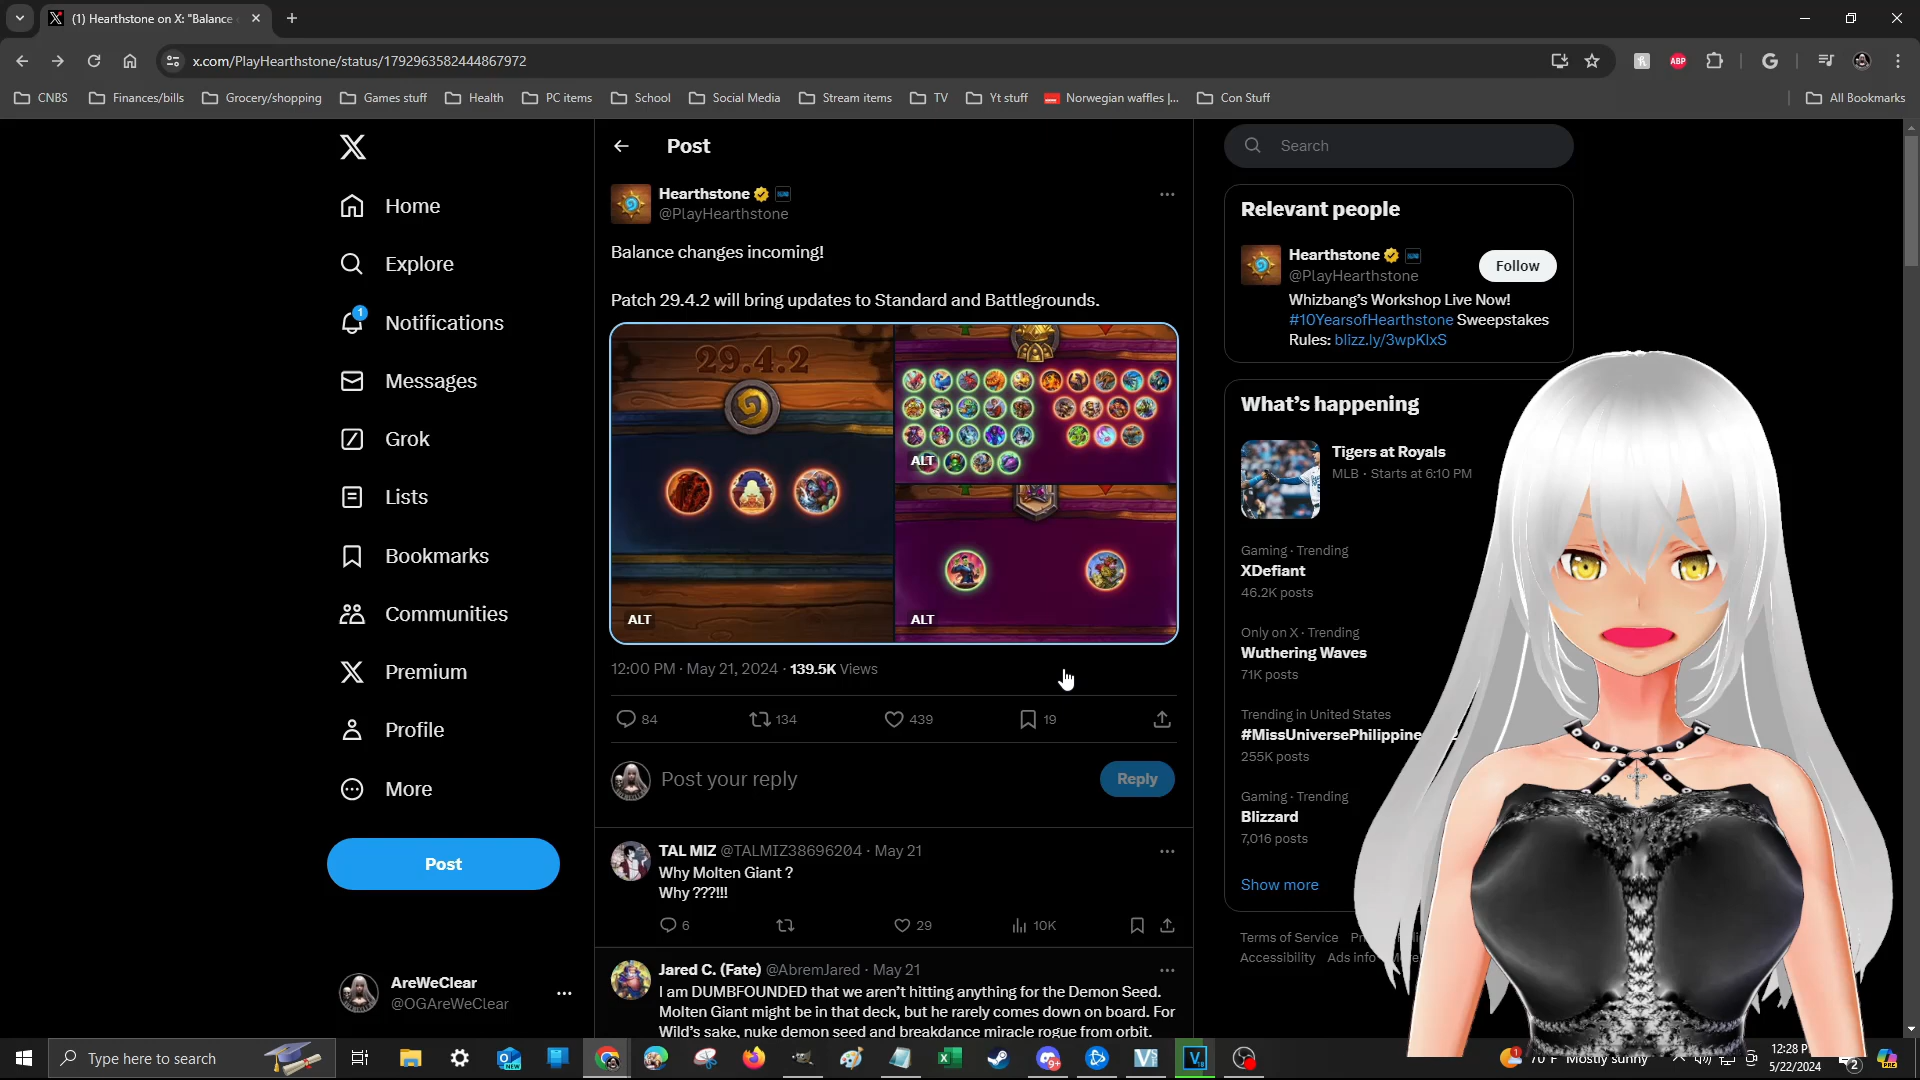 (1) Hearthstone on X: "Balance
x.com/PlayHearthstone/status/1792963582444867972
ABP
CNBS
Finances/bills
Grocery/shopping
Games stuff
Health
PC items
School
Social Media
Stream items
TV
Yt stuff
Norwegian waffles |...
Con Stuff
All Bookmarks
Home
Explore
1
Notifications
Messages
Grok
Lists
Bookmarks
Communities
Premium
Profile
More
Post
AreWeClear
@OGAreWeClear
Post
Hearthstone
@PlayHearthstone
Balance changes incoming!
Patch 29.4.2 will bring updates to Standard and Battlegrounds.
29.4.2
ALT
ALT
ALT
12:00 PM · May 21, 2024 · 139.5K Views
84
134
439
19
Post your reply
Reply
TAL MIZ @TALMIZ38696204 · May 21
Why Molten Giant ?
Why ???!!!
6
29
10K
Jared C. (Fate) @AbremJared · May 21
I am DUMBFOUNDED that we aren't hitting anything for the Demon Seed.
Molten Giant might be in that deck, but he rarely comes down on board. For
Wild's sake, nuke demon seed and breakdance miracle rogue from orbit.
Search
Relevant people
Hearthstone
@PlayHearthstone
Follow
Whizbang's Workshop Live Now!
#10YearsofHearthstone Sweepstakes
Rules: blizz.ly/3wpKlxS
What's happening
Tigers at Royals
MLB · Starts at 6:10 PM
Gaming · Trending
XDefiant
46.2K posts
Only on X · Trending
Wuthering Waves
71K posts
Trending in United States
#MissUniversePhilippine
255K posts
Gaming · Trending
Blizzard
7,016 posts
Show more
Terms of Service
Accessibility
Ads info
Type here to search
NEW
9+
1
70°F Mostly sunny
12:28 P
5/22/2024
2
PRE